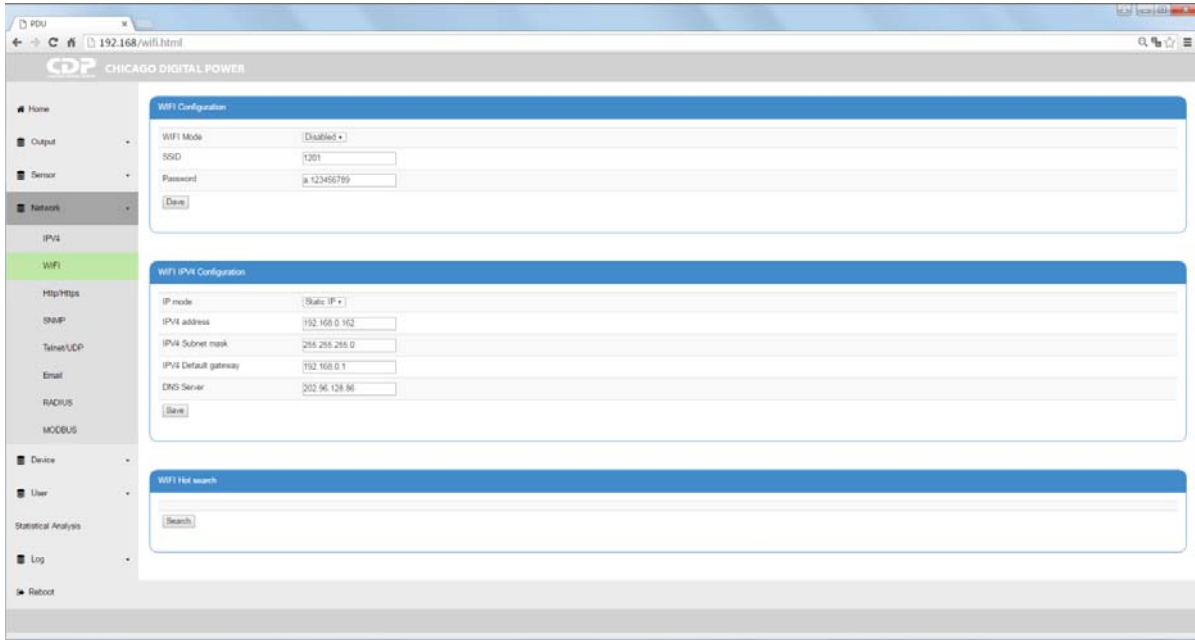 PDU
192.168/wifi.html
CDP CHICAGO DIGITAL POWER
Home
Output
Sensor
Network
IPV4
WIFI
Http/Https
SNMP
Telnet/UDP
Email
RADIUS
MODBUS
Device
User
Statistical Analysis
Log
Reboot
WIFI Configuration
WIFI Mode Disabled
SSID 1201
Password a.123456789
Dave
WIFI IPV4 Configuration
IP mode Static IP
IPV4 address 192.168.0.162
IPV4 Subnet mask 255.255.255.0
IPV4 Default gateway 192.168.0.1
DNS Server 202.96.128.86
Save
WIFI Hot search
Search